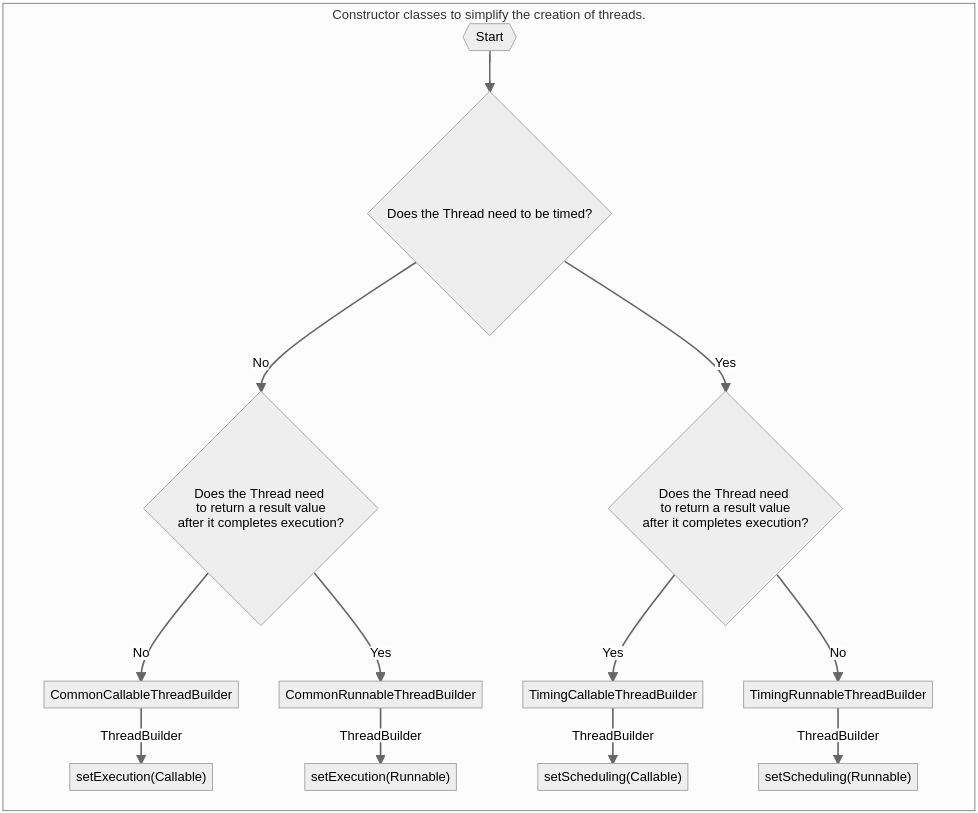 Constructor classes to simplify the creation of threads.
Start
Does the Thread need to be timed?
No
Yes
Does the Thread need
to return a result value
after it completes execution?
Does the Thread need
to return a result value
after it completes execution?
No
Yes
Yes
No
CommonCallableThreadBuilder
CommonRunnableThreadBuilder
TimingCallableThreadBuilder
TimingRunnableThreadBuilder
ThreadBuilder
ThreadBuilder
ThreadBuilder
ThreadBuilder
setExecution(Callable)
setExecution(Runnable)
setScheduling(Callable)
setScheduling(Runnable)